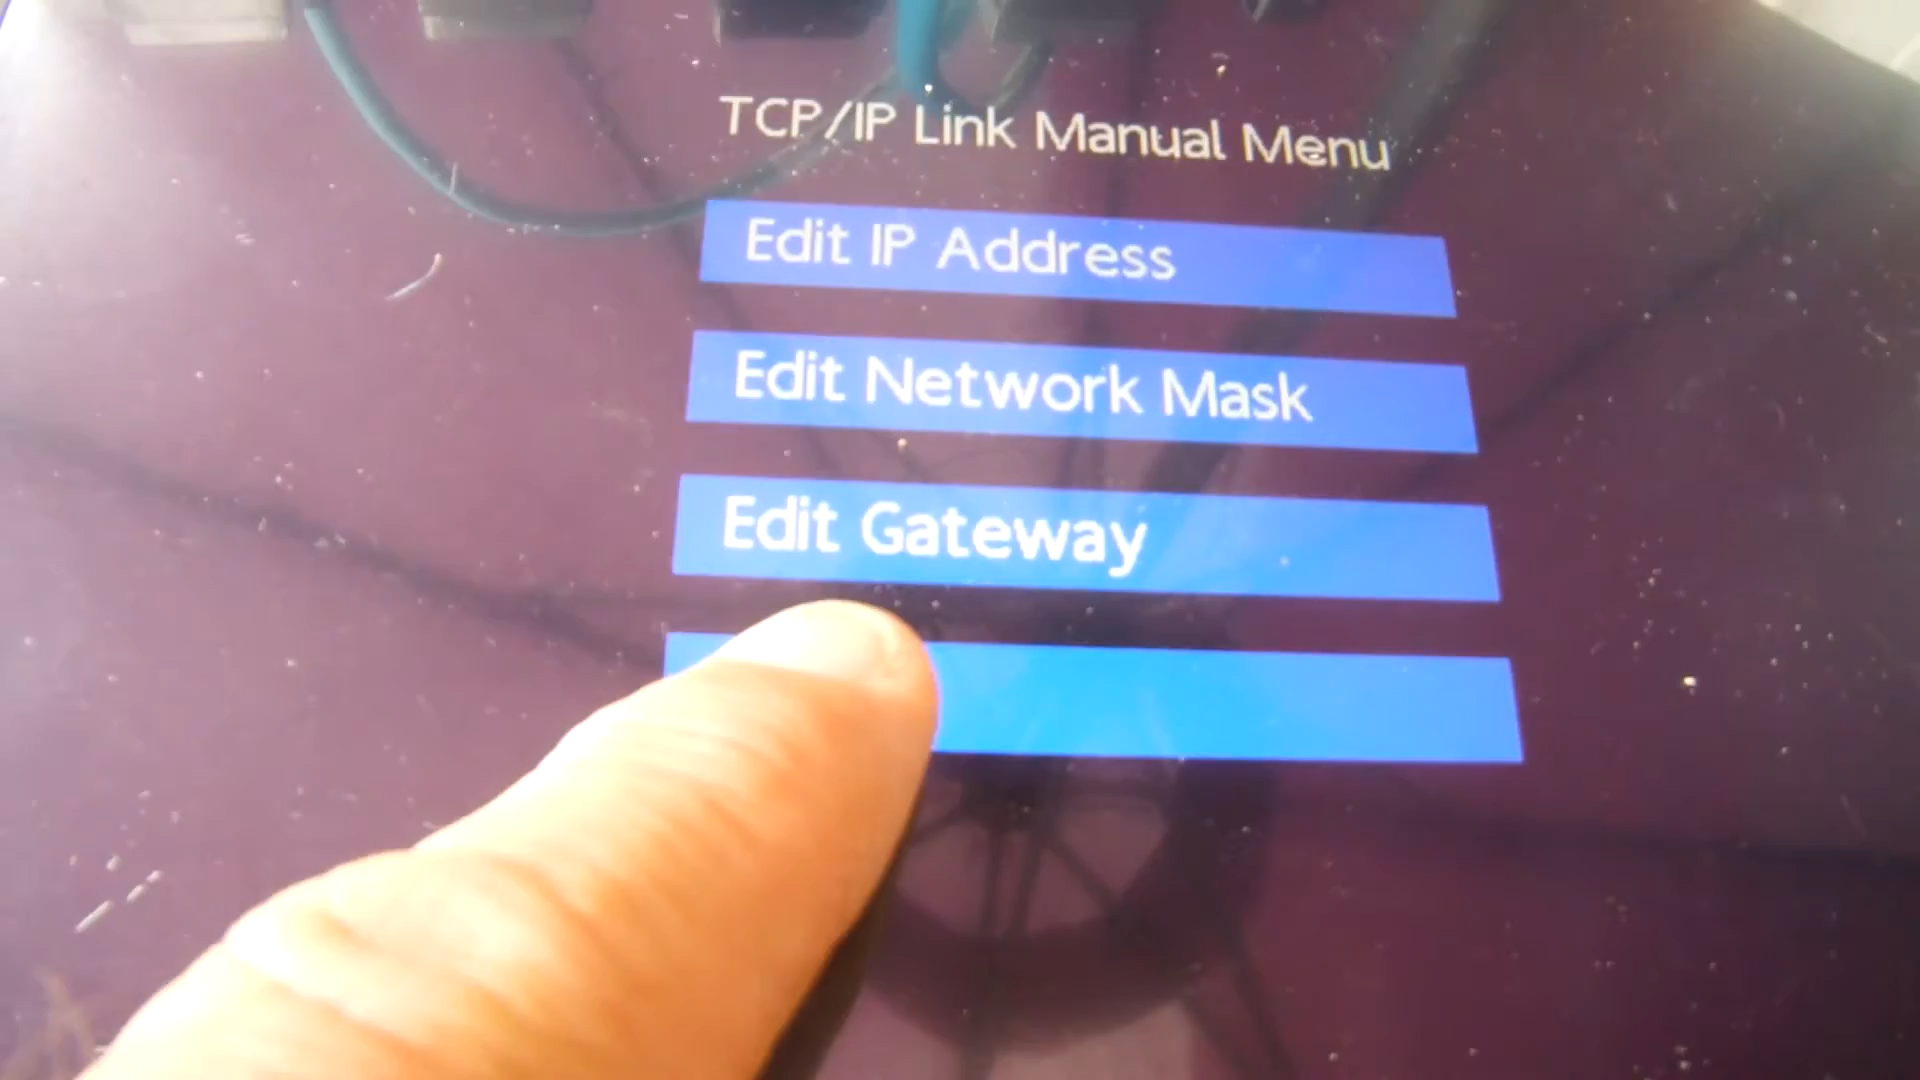 TCP/IP Link Manual Menu
Edit IP Address
Edit Network Mask
Edit Gateway